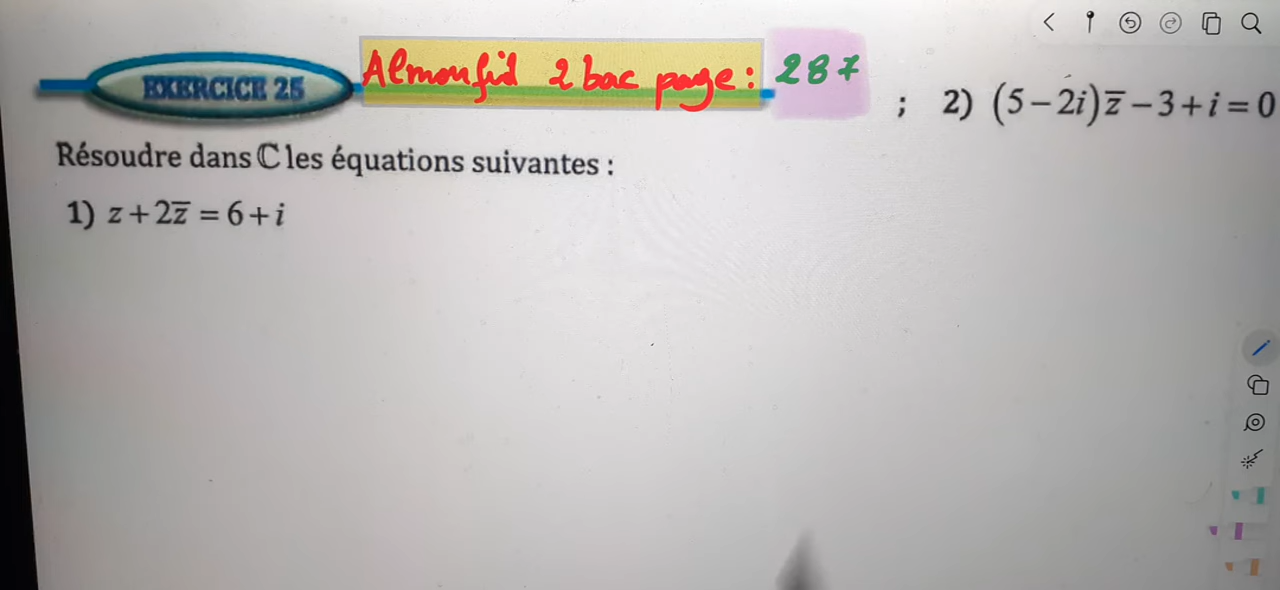 EXERCICE 25 Almonfid 2 bac page: 287
Résoudre dans ℂ les équations suivantes :
1) z + 2z̅ = 6 + i
; 2) (5 − 2i)z̅ − 3 + i = 0